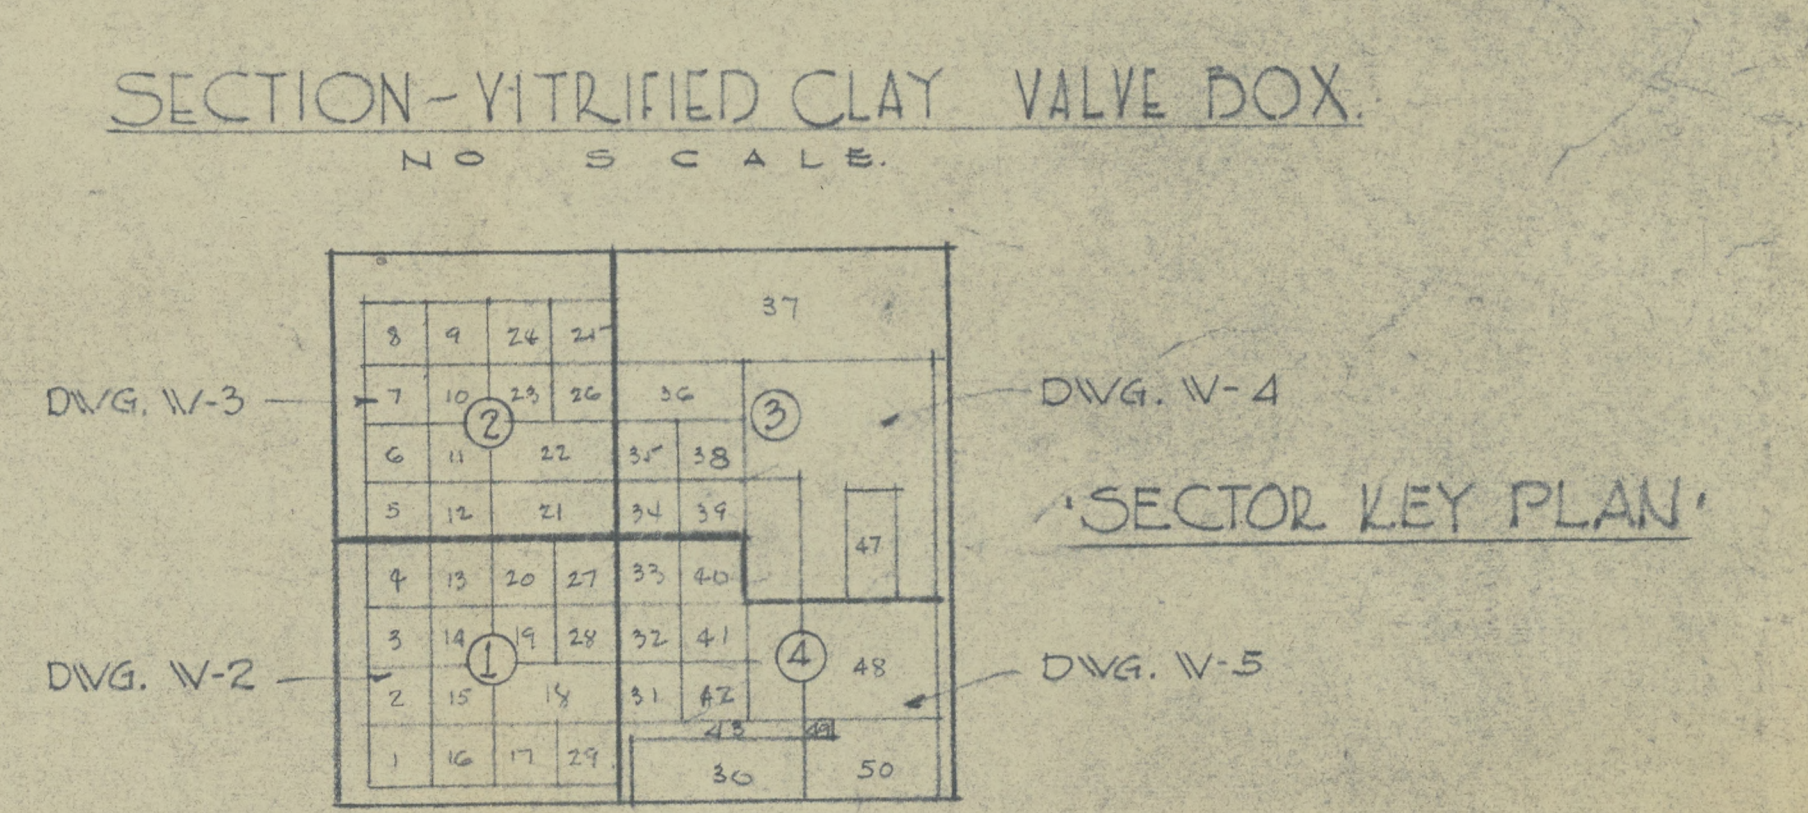 SECTION - VITRIFIED CLAY VALVE BOX.
NO SCALE.
37
8 9 24 25
DWG. W-3
7 10 23 26 36
DWG. W-4
2
3
6 11 22 35 38
5 12 21 34 39
"SECTOR KEY PLAN"
47
4 13 20 27 33 40
3 14 19 28 32 41
1
4
48
DWG. W-2
DWG. W-5
2 15 18 31 42
43 49
1 16 17 29 30 50